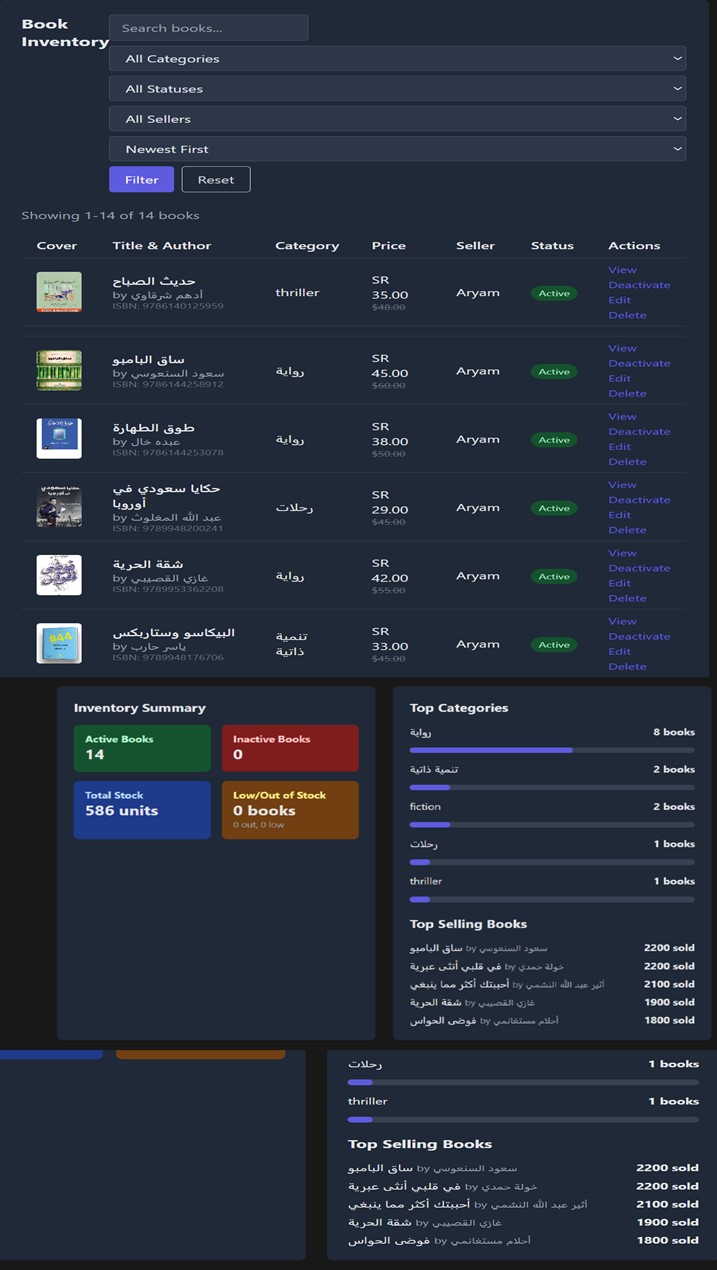 Book
Inventory
Search books...
All Categories
All Statuses
All Sellers
Newest First
Filter Reset
Showing 1-14 of 14 books
Cover Title & Author Category Price Seller Status Actions
حديث الصباح
by أدهم شرقاوي
ISBN: 9786140125959
thriller
SR
35.00
$48.00
Aryam
Active
View
Deactivate
Edit
Delete
ساق البامبو
by سعود السنعوسي
ISBN: 9786144258912
رواية
SR
45.00
$60.00
Aryam
Active
View
Deactivate
Edit
Delete
طوق الطهارة
by عبده خال
ISBN: 9786144253078
رواية
SR
38.00
$50.00
Aryam
Active
View
Deactivate
Edit
Delete
حكايا سعودي في
أوروبا
by عبد الله المغلوث
ISBN: 9789948200241
رحلات
SR
29.00
$45.00
Aryam
Active
View
Deactivate
Edit
Delete
شقة الحرية
by غازي القصيبي
ISBN: 9789953362208
رواية
SR
42.00
$55.00
Aryam
Active
View
Deactivate
Edit
Delete
#44
البيكاسو وستاربكس
by ياسر حارب
ISBN: 9789948176706
تنمية
ذاتية
SR
33.00
$45.00
Aryam
Active
View
Deactivate
Edit
Delete
Inventory Summary
Active Books
14
Inactive Books
0
Total Stock
586 units
Low/Out of Stock
0 books
0 out, 0 low
Top Categories
رواية 8 books
تنمية ذاتية 2 books
fiction 2 books
رحلات 1 books
thriller 1 books
Top Selling Books
ساق البامبو by سعود السنعوسي 2200 sold
في قلبي أنثى عبرية by خولة حمدي 2200 sold
أحببتك أكثر مما ينبغي by أثير عبد الله النشمي 2100 sold
شقة الحرية by غازي القصيبي 1900 sold
فوضى الحواس by أحلام مستغانمي 1800 sold
رحلات 1 books
thriller 1 books
Top Selling Books
ساق البامبو by سعود السنعوسي 2200 sold
في قلبي أنثى عبرية by خولة حمدي 2200 sold
أحببتك أكثر مما ينبغي by أثير عبد الله النشمي 2100 sold
شقة الحرية by غازي القصيبي 1900 sold
فوضى الحواس by أحلام مستغانمي 1800 sold